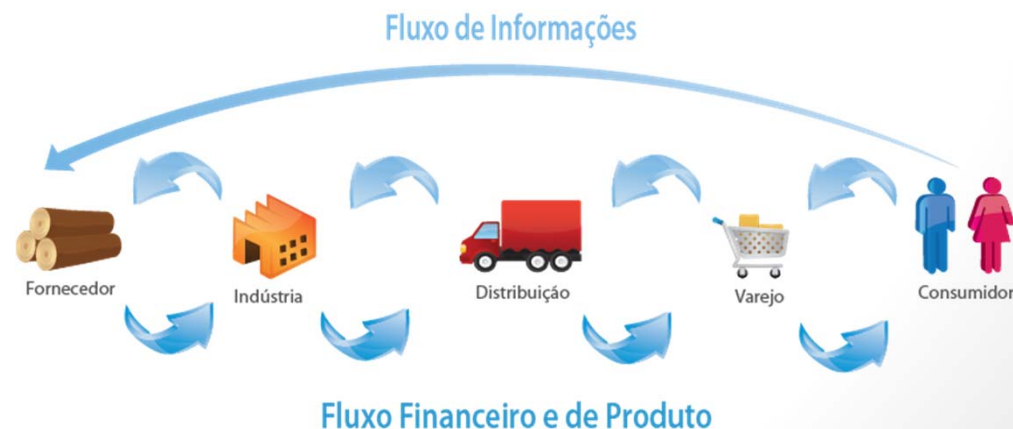 Fluxo de Informações
Fornecedor
Indústria
Distribuição
Varejo
Consumidor
Fluxo Financeiro e de Produto